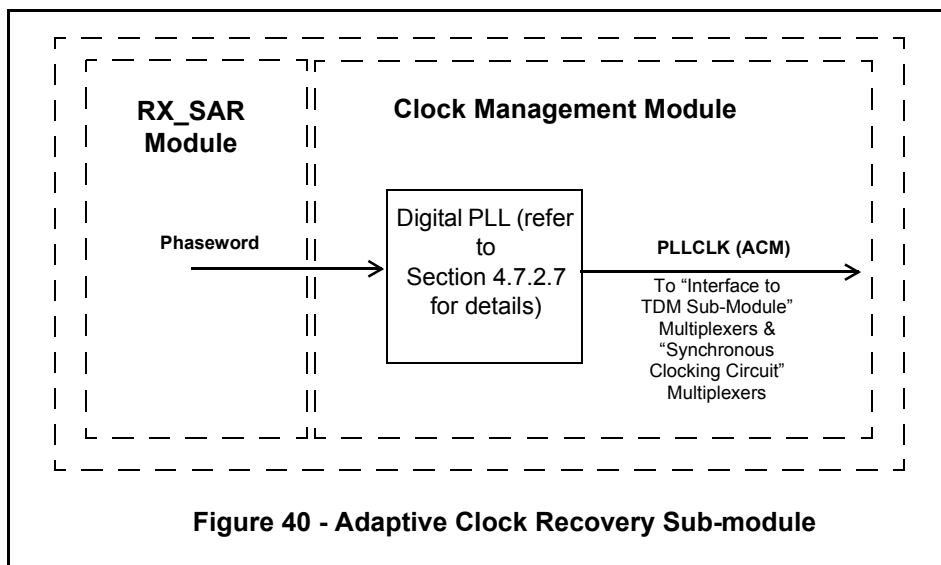 RX_SAR
Module
Clock Management Module
Phaseword
Digital PLL (refer
to
Section 4.7.2.7
for details)
PLLCLK (ACM)
To “Interface to
TDM Sub-Module”
Multiplexers &
“Synchronous
Clocking Circuit”
Multiplexers
Figure 40 - Adaptive Clock Recovery Sub-module